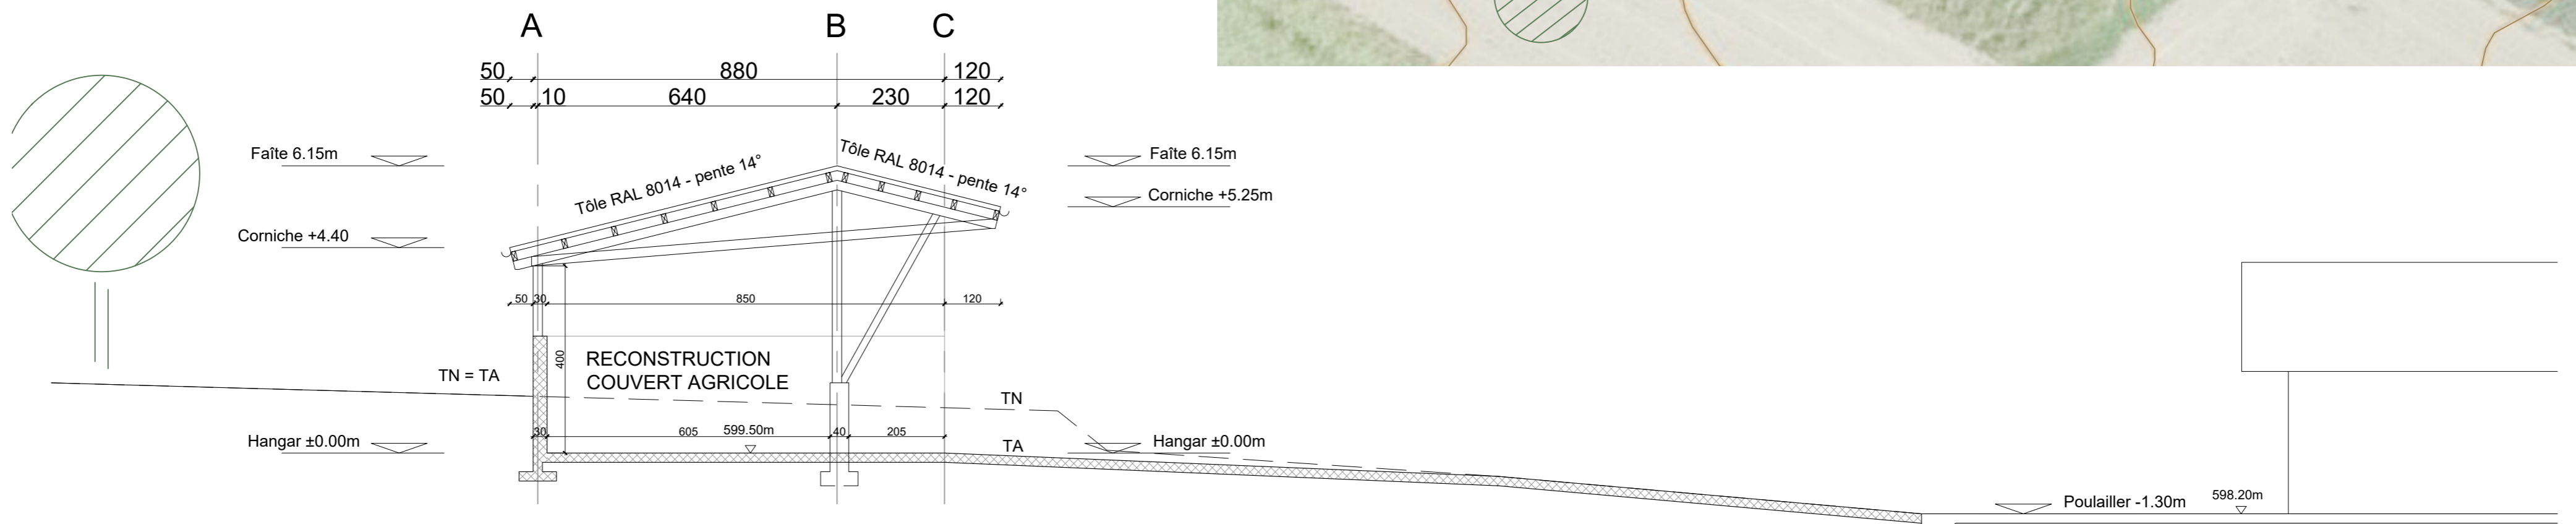 A B C
50 880 120
50 10 640 230 120
Faîte 6.15m
Tôle RAL 8014 - pente 14°
Tôle RAL 8014 - pente 14°
Faîte 6.15m
Corniche +5.25m
Corniche +4.40
50 30 850 120
400
RECONSTRUCTION
COUVERT AGRICOLE
TN = TA
TN
30 605 599.50m 40 205
Hangar ±0.00m
TA
Hangar ±0.00m
Poulailler -1.30m 598.20m